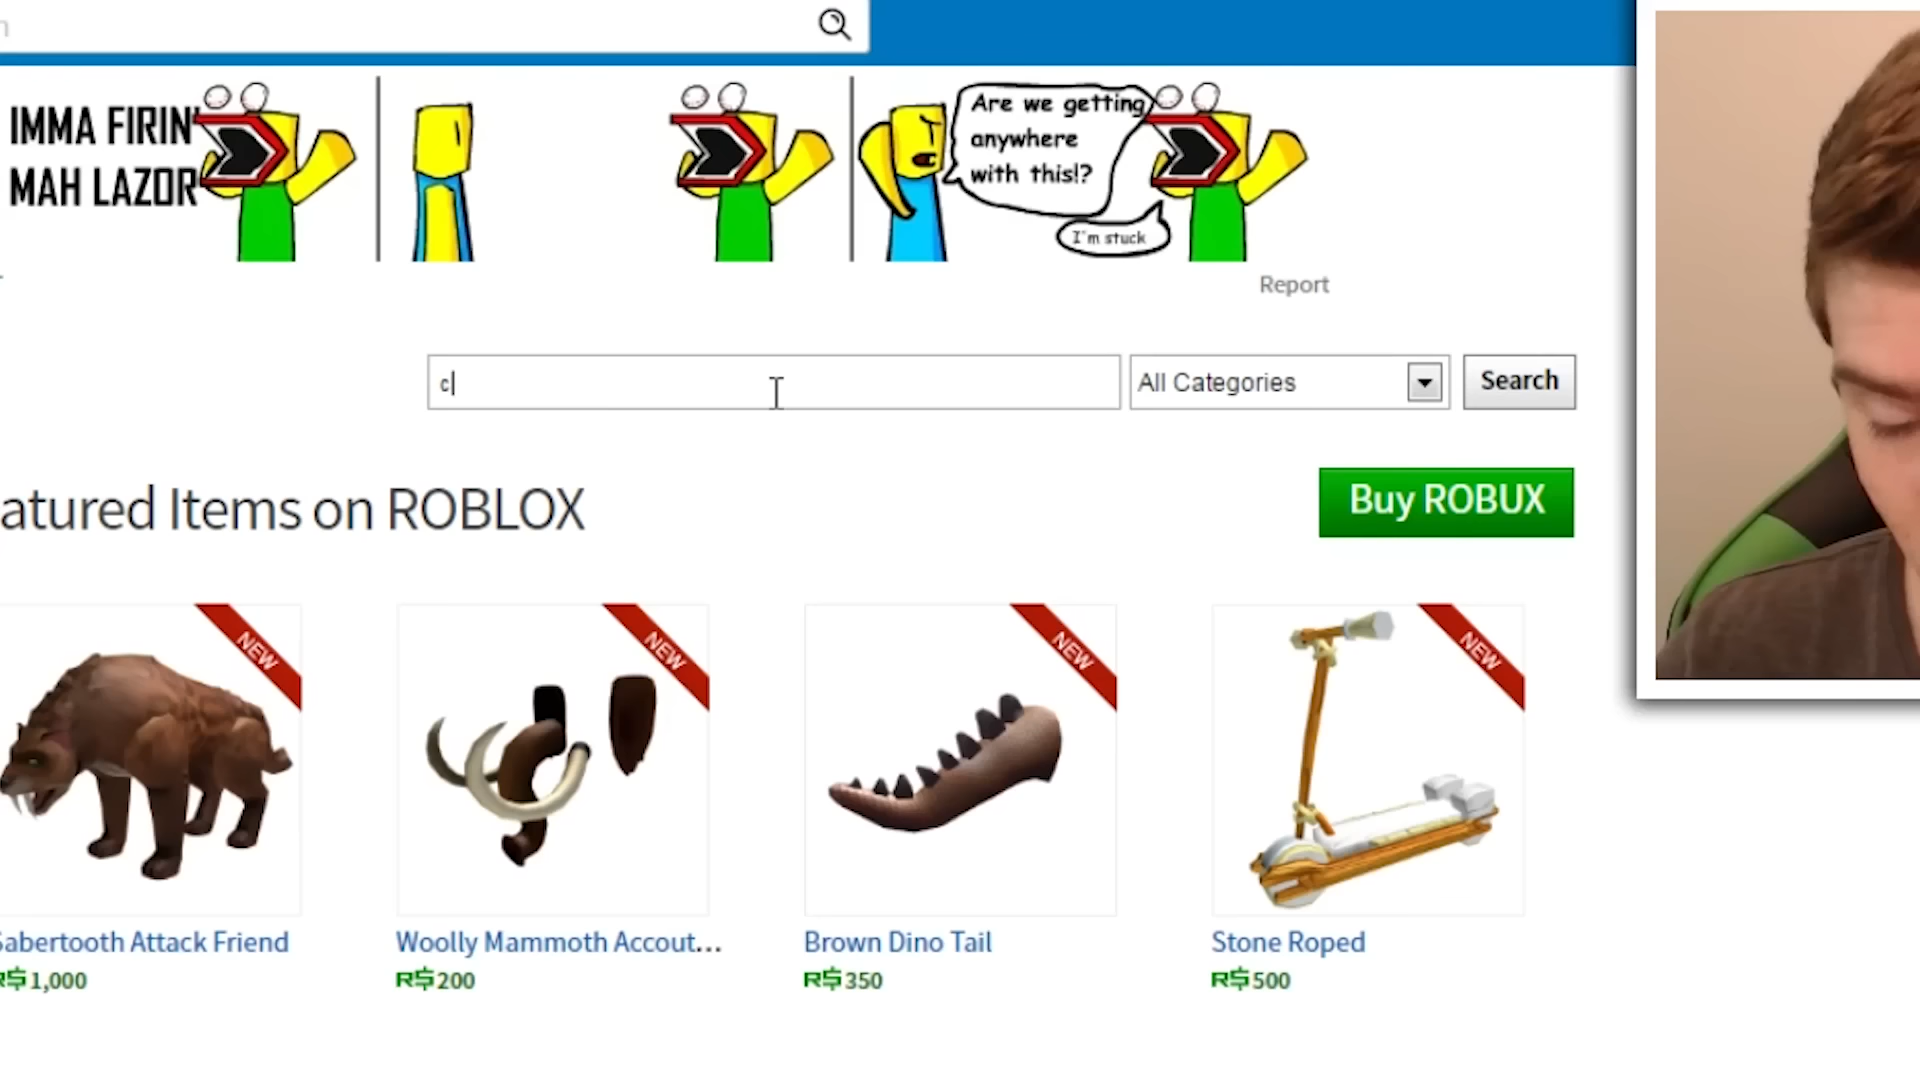 IMMA FIRIN'
MAH LAZOR
Are we getting
anywhere
with this!?
I'm stuck
Report
c
All Categories
Search
atured Items on ROBLOX
Buy ROBUX
NEW
NEW
NEW
NEW
Sabertooth Attack Friend
Woolly Mammoth Accout...
Brown Dino Tail
Stone Roped
R$1,000
R$200
R$350
R$500